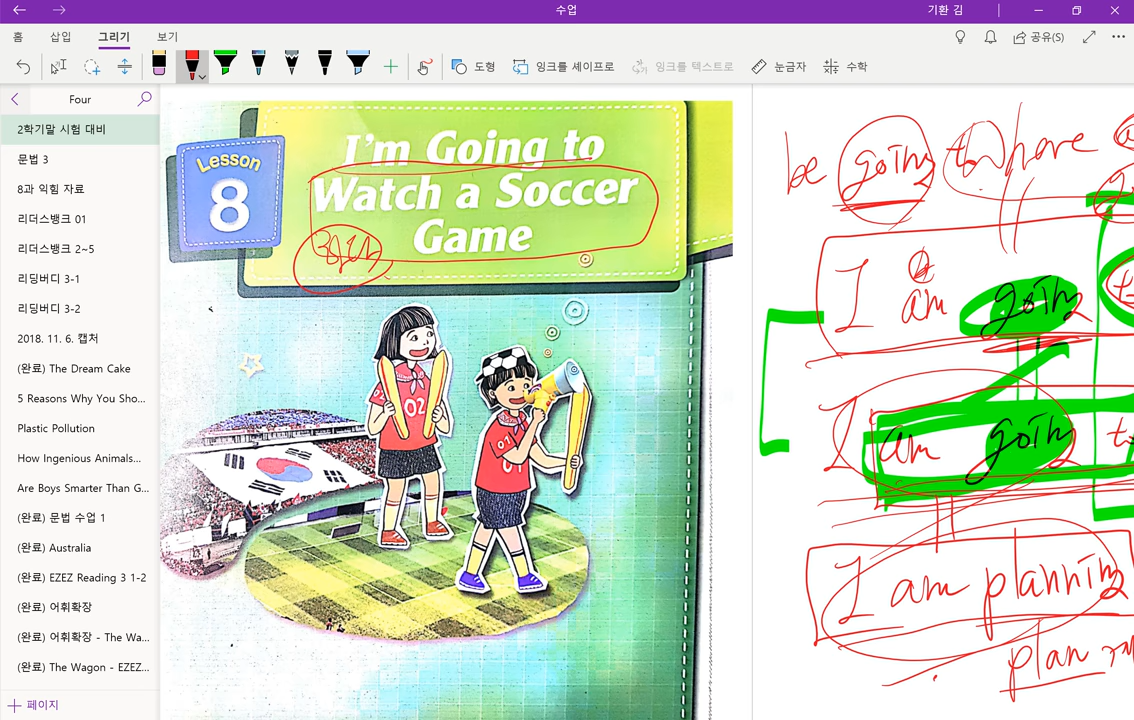 수업
기환 김
홈 삽입 그리기 보기
공유(S)
도형 잉크를 셰이프로 잉크를 텍스트로 눈금자 수학
Four
2학기말 시험 대비
문법 3
8과 익힘 자료
리더스뱅크 01
리더스뱅크 2~5
리딩버디 3-1
리딩버디 3-2
2018. 11. 6. 캡처
(완료) The Dream Cake
5 Reasons Why You Sho...
Plastic Pollution
How Ingenious Animals...
Are Boys Smarter Than G...
(완료) 문법 수업 1
(완료) Australia
(완료) EZEZ Reading 3 1-2
(완료) 어휘확장
(완료) 어휘확장 - The Wa...
(완료) The Wagon - EZEZ...
페이지
Lesson
8
I'm Going to
Watch a Soccer
Game
02
01
be going to have
I am going
I am going
I am planning
plan